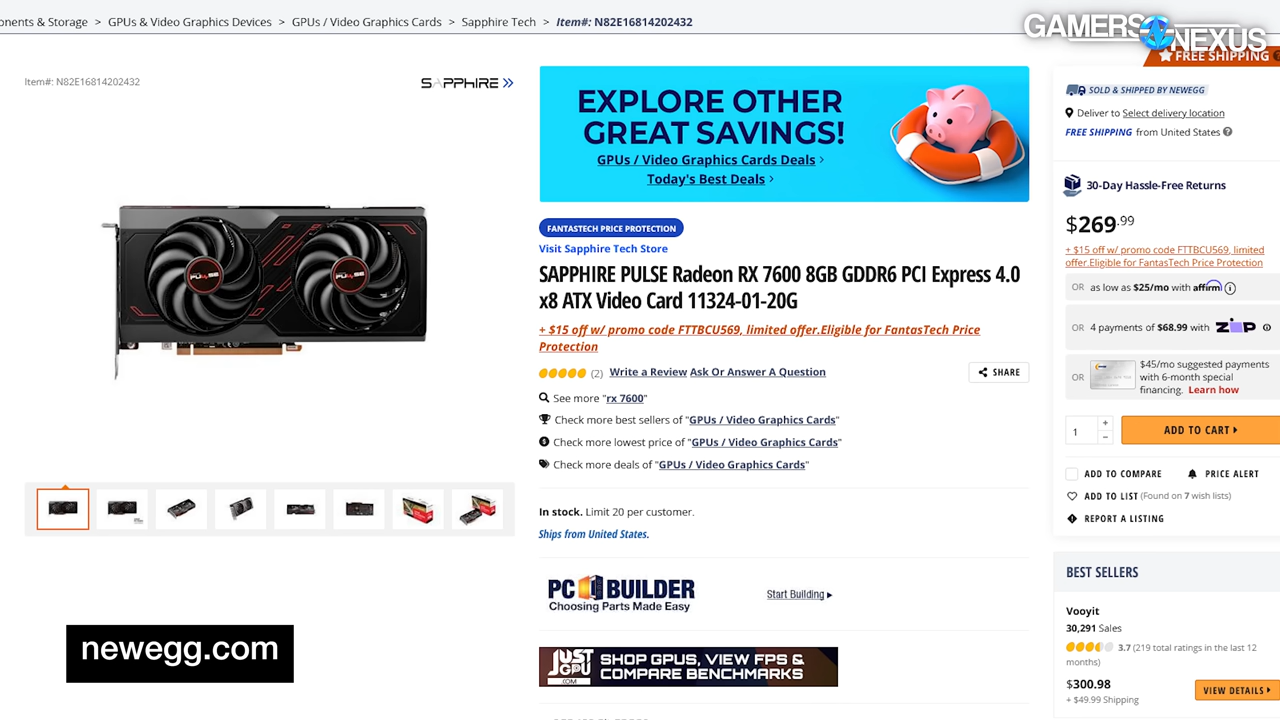 onents & Storage > GPUs & Video Graphics Devices > GPUs / Video Graphics Cards > Sapphire Tech > Item#: N82E16814202432
GAMERS NEXUS
FREE SHIPPING
Item#: N82E16814202432
SAPPHIRE
EXPLORE OTHER
GREAT SAVINGS!
GPUs / Video Graphics Cards Deals
Today's Best Deals
FANTASTECH PRICE PROTECTION
Visit Sapphire Tech Store
SAPPHIRE PULSE Radeon RX 7600 8GB GDDR6 PCI Express 4.0
x8 ATX Video Card 11324-01-20G
+ $15 off w/ promo code FTTBCU569, limited offer.Eligible for FantasTech Price
Protection
(2) Write a Review Ask Or Answer A Question
SHARE
See more "rx 7600"
Check more best sellers of "GPUs / Video Graphics Cards"
Check more lowest price of "GPUs / Video Graphics Cards"
Check more deals of "GPUs / Video Graphics Cards"
In stock. Limit 20 per customer.
Ships from United States.
PC BUILDER
Choosing Parts Made Easy
Start Building
JUST GPU .COM
SHOP GPUS, VIEW FPS &
COMPARE BENCHMARKS
PULSE
PULSE
newegg.com
SOLD & SHIPPED BY NEWEGG
Deliver to Select delivery location
FREE SHIPPING from United States
30-Day Hassle-Free Returns
$269.99
+ $15 off w/ promo code FTTBCU569, limited
offer.Eligible for FantasTech Price Protection
OR as low as $25/mo with affirm
OR 4 payments of $68.99 with ZIP
OR
$45/mo suggested payments
with 6-month special
financing. Learn how
1
+
−
ADD TO CART
ADD TO COMPARE
PRICE ALERT
ADD TO LIST (Found on 7 wish lists)
REPORT A LISTING
BEST SELLERS
Vooyit
30,291 Sales
3.7 (219 total ratings in the last 12
months)
$300.98
+ $49.99 Shipping
VIEW DETAILS